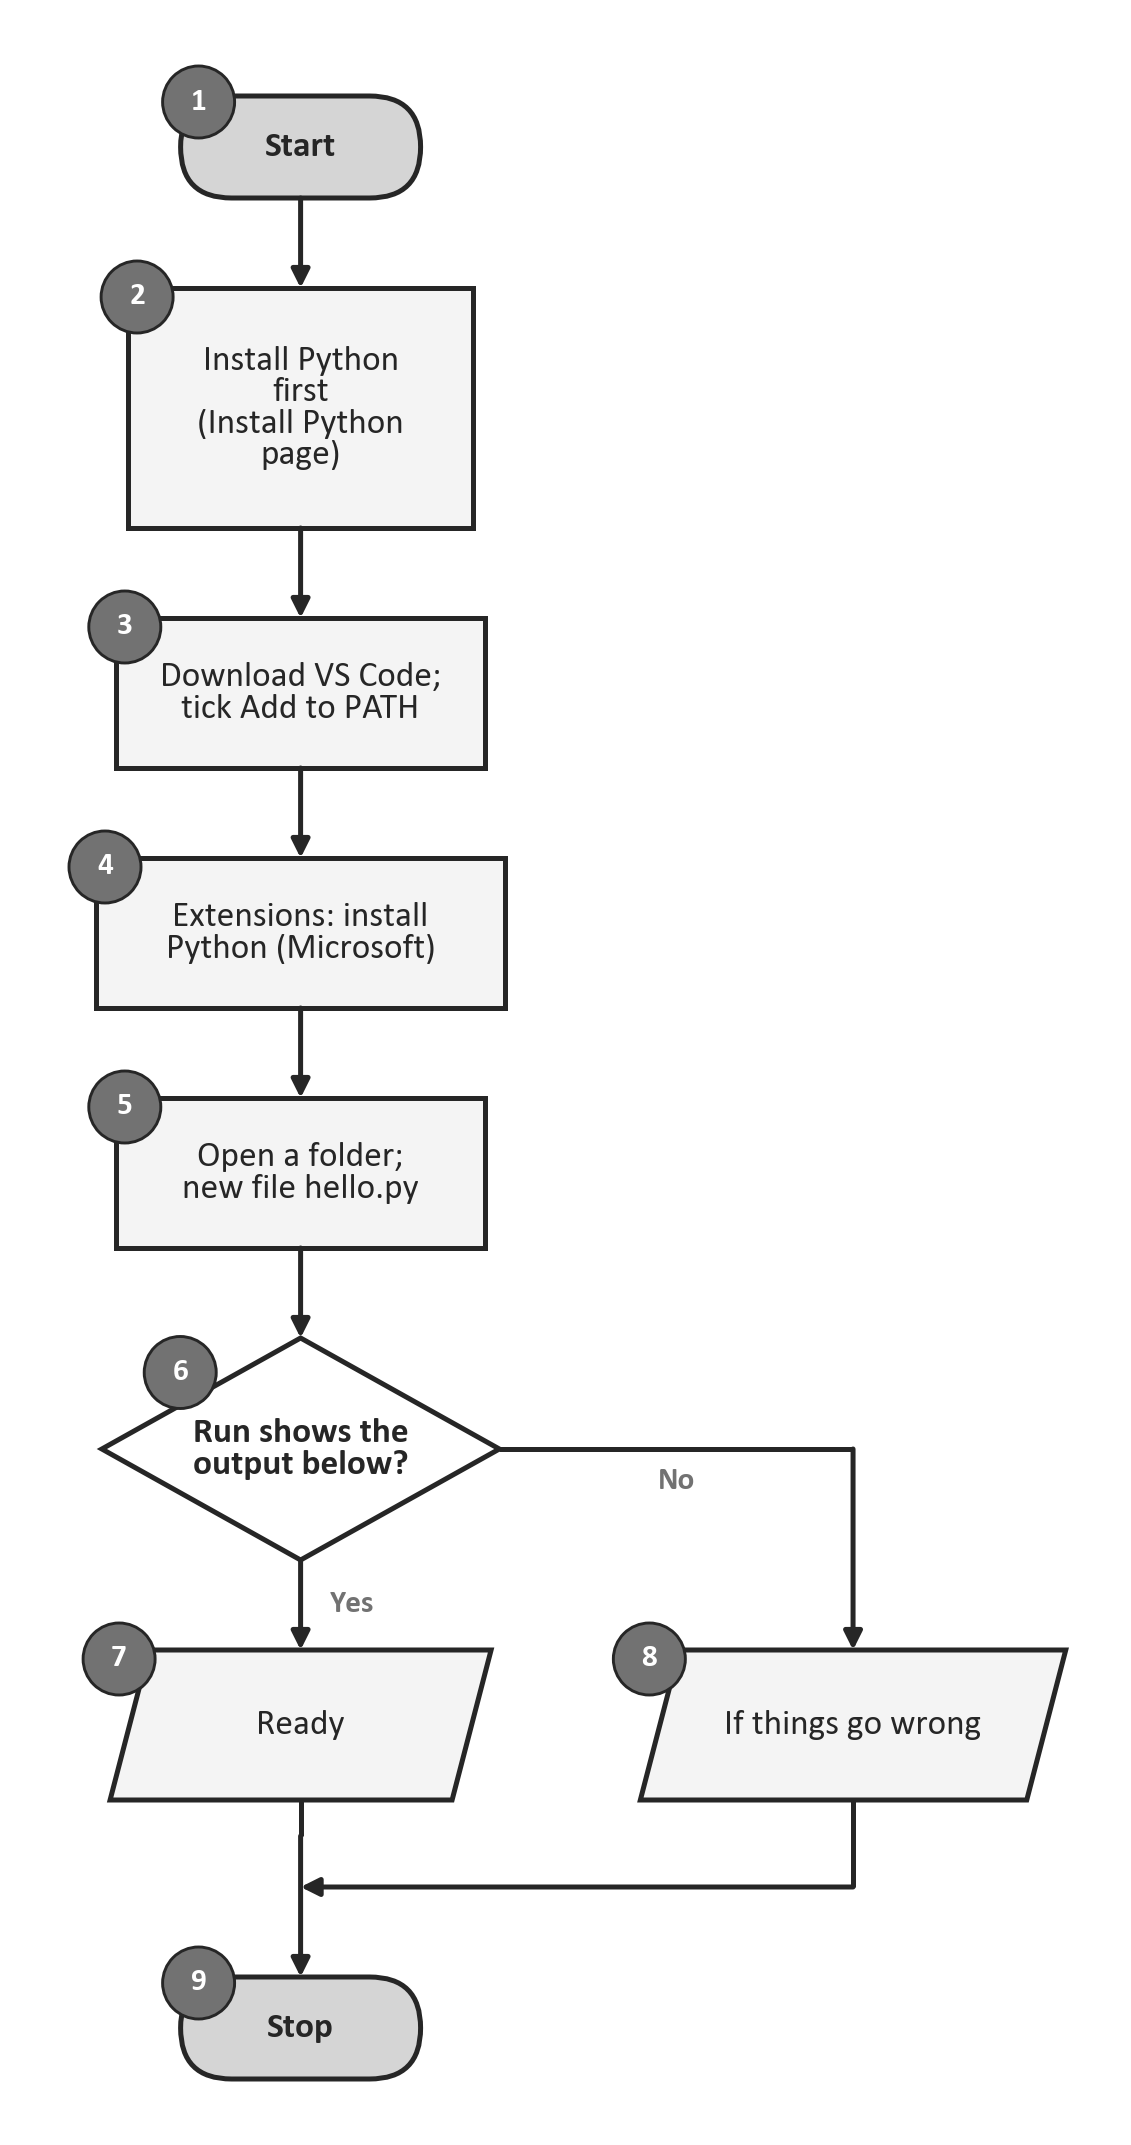 1
Start
2
Install Python
first
(Install Python
page)
3
Download VS Code;
tick Add to PATH
4
Extensions: install
Python (Microsoft)
5
Open a folder;
new file hello.py
6
Run shows the
output below?
No
Yes
7
Ready
8
If things go wrong
9
Stop